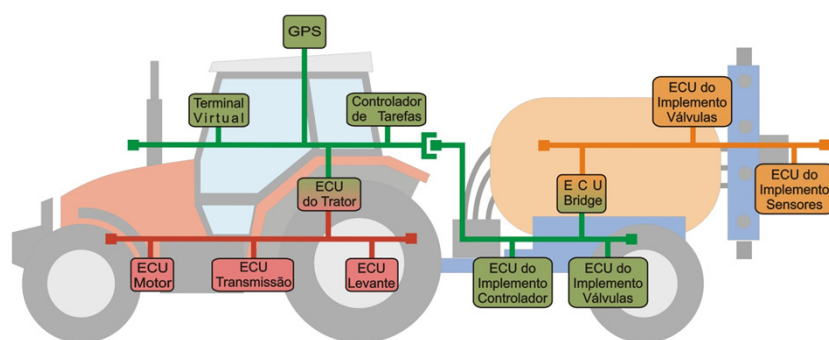 GPS
Terminal
Virtual
Controlador
de Tarefas
ECU do
Implemento
Válvulas
ECU
do Trator
E C U
Bridge
ECU do
Implemento
Sensores
ECU
Motor
ECU
Transmissão
ECU
Levante
ECU do
Implemento
Controlador
ECU do
Implemento
Válvulas